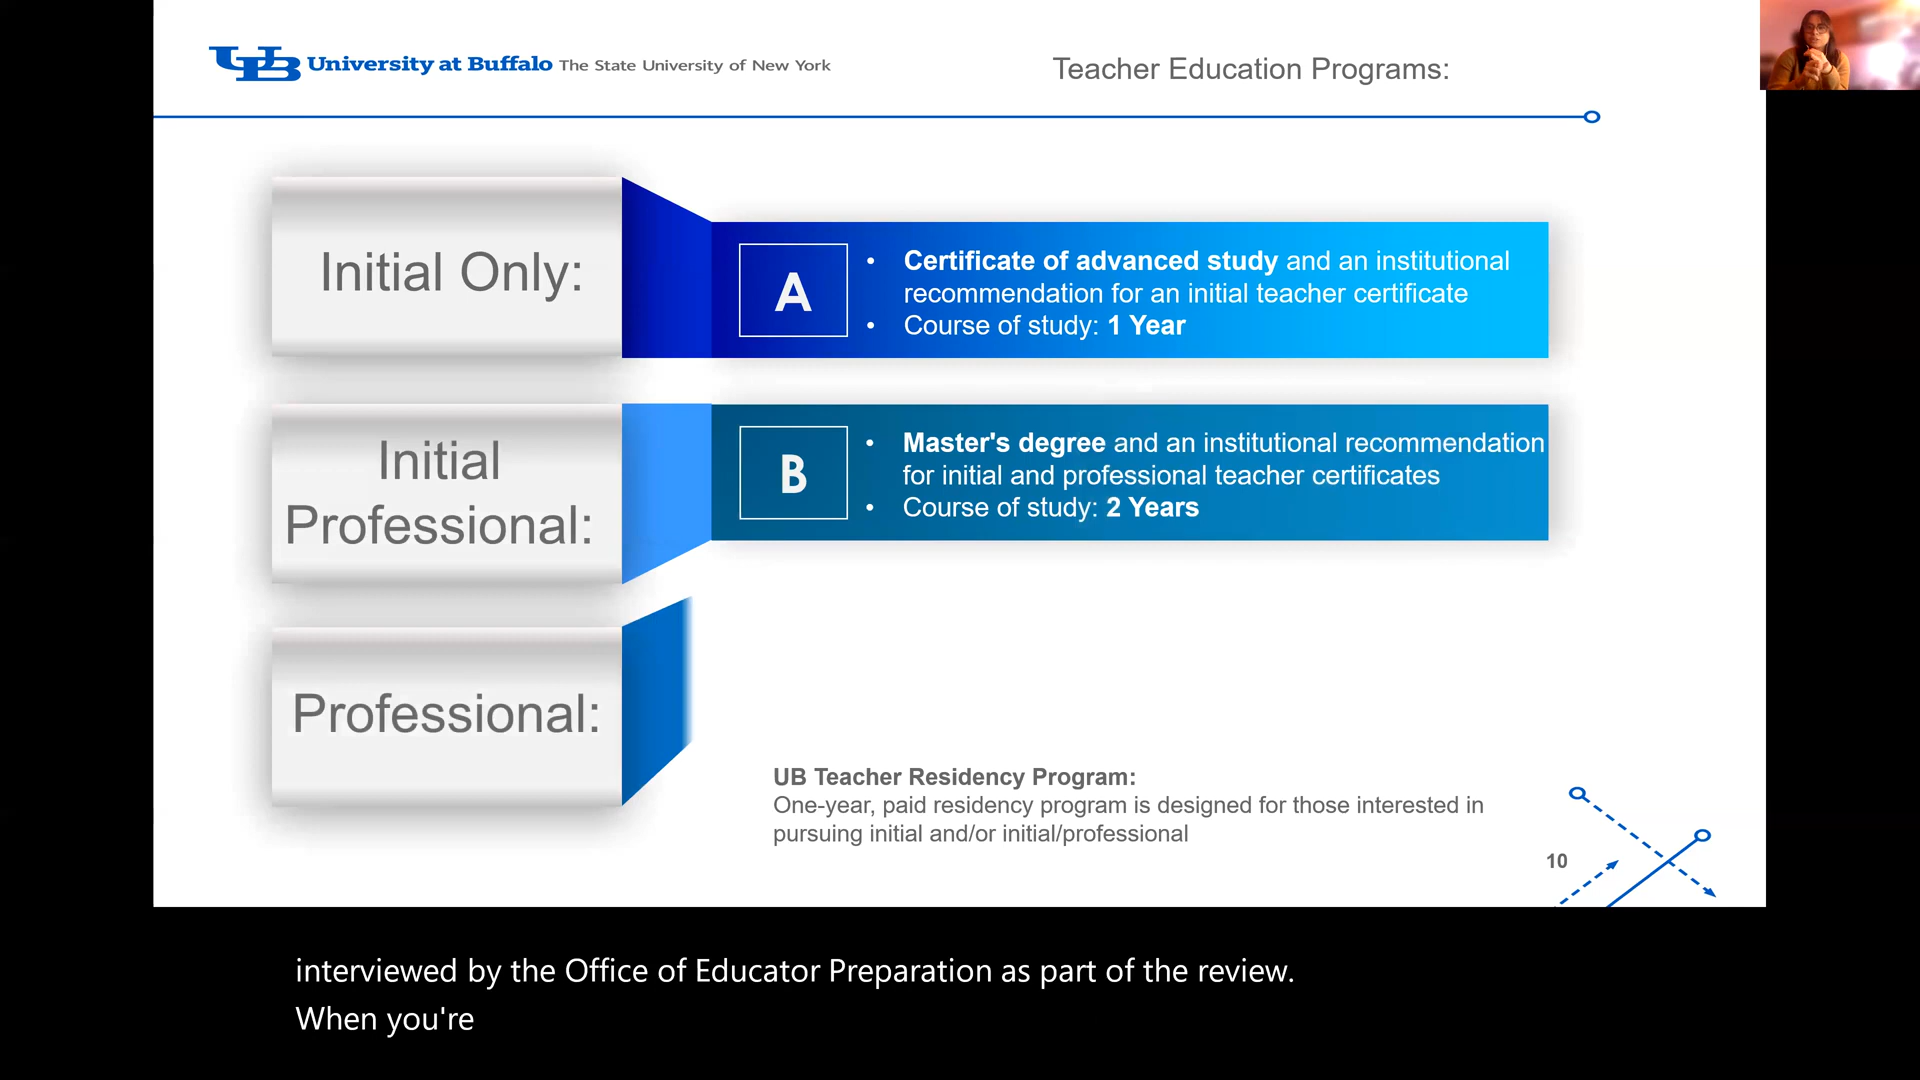 UB University at Buffalo The State University of New York
Teacher Education Programs:
Initial Only:
A
• Certificate of advanced study and an institutional
recommendation for an initial teacher certificate
• Course of study: 1 Year
Initial
Professional:
B
• Master's degree and an institutional recommendation
for initial and professional teacher certificates
• Course of study: 2 Years
Professional:
UB Teacher Residency Program:
One-year, paid residency program is designed for those interested in
pursuing initial and/or initial/professional
10
interviewed by the Office of Educator Preparation as part of the review.
When you're